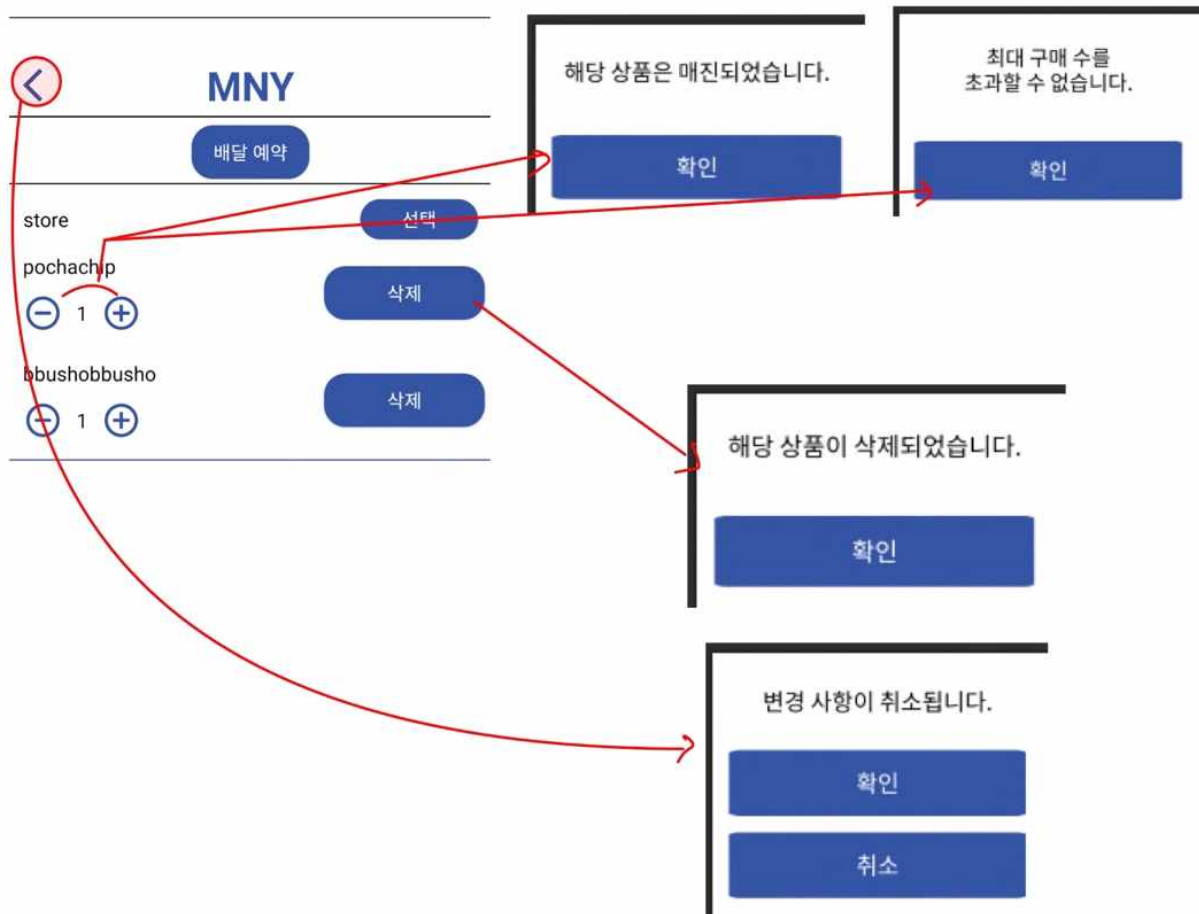 MNY
배달 예약
store
선택
pochachip
1
삭제
bbushobbusho
1
삭제
해당 상품은 매진되었습니다.
확인
최대 구매 수를
초과할 수 없습니다.
확인
해당 상품이 삭제되었습니다.
확인
변경 사항이 취소됩니다.
확인
취소